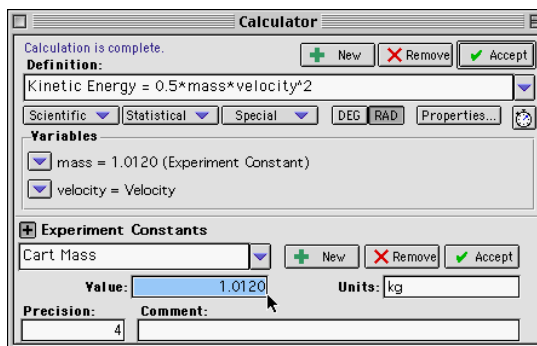 Calculator
Calculation is complete.
New Remove Accept
Definition:
Kinetic Energy = 0.5*mass*velocity^2
Scientific Statistical Special DEG RAD Properties...
Variables
mass = 1.0120 (Experiment Constant)
velocity = Velocity
Experiment Constants
Cart Mass New Remove Accept
Value: 1.0120 Units: kg
Precision: Comment:
4